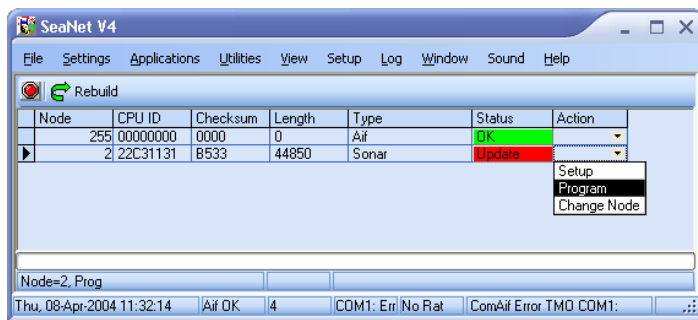 SeaNet V4
File Settings Applications Utilities View Setup Log Window Sound Help
Rebuild
Node CPU ID Checksum Length Type Status Action
255 00000000 0000 0 Aif OK
2 22C31131 B533 44850 Sonar Update
Setup
Program
Change Node
Node=2, Prog
Thu, 08-Apr-2004 11:32:14 Aif OK 4 COM1: Err No Rat ComAif Error TMO COM1: